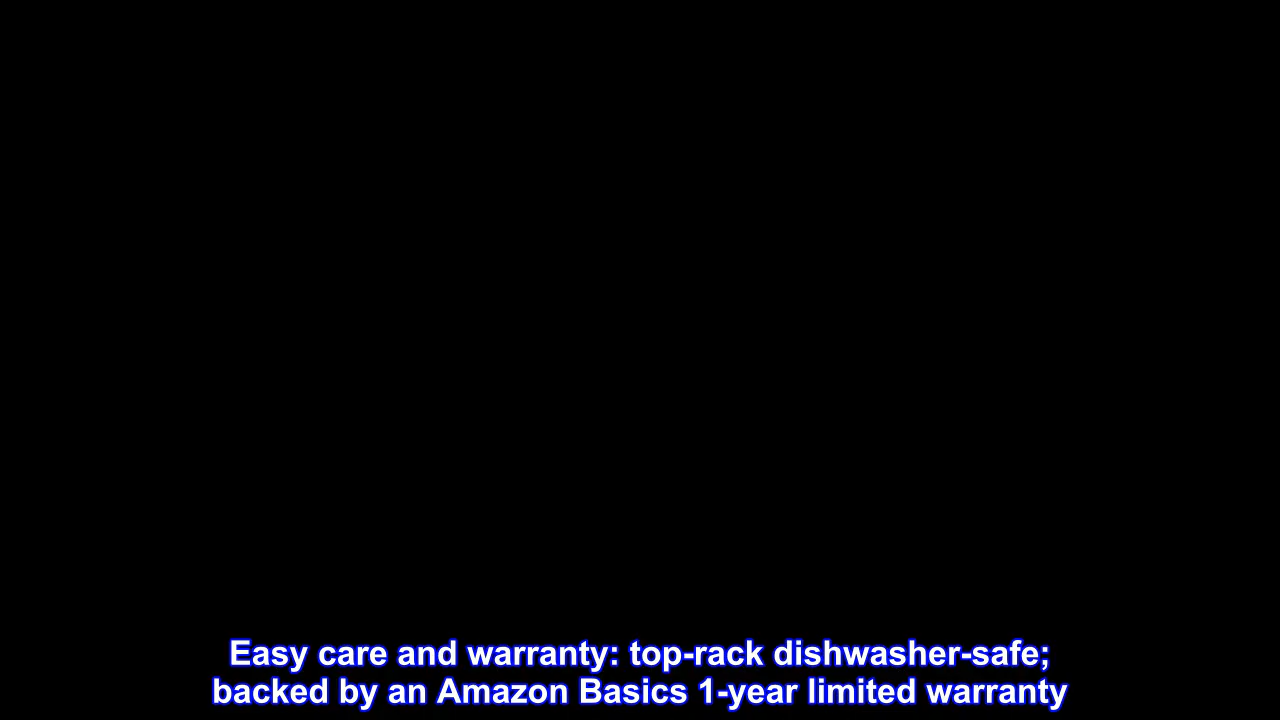 Easy care and warranty: top-rack dishwasher-safe;
backed by an Amazon Basics 1-year limited warranty